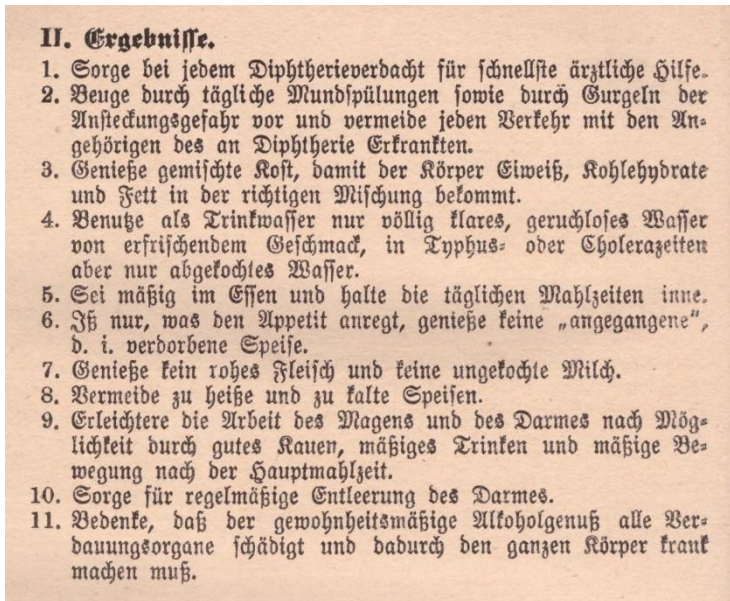 II. Ergebnisse.
1. Sorge bei jedem Diphtherieverdacht für schnellste ärztliche Hilfe.
2. Beuge durch tägliche Mundspülungen sowie durch Gurgeln der
Ansteckungsgefahr vor und vermeide jeden Verkehr mit den An-
gehörigen des an Diphtherie Erkrankten.
3. Genieße gemischte Kost, damit der Körper Eiweiß, Kohlehydrate
und Fett in der richtigen Mischung bekommt.
4. Benutze als Trinkwasser nur völlig klares, geruchloses Wasser
von erfrischendem Geschmack, in Typhus- oder Cholerazeiten
aber nur abgekochtes Wasser.
5. Sei mäßig im Essen und halte die täglichen Mahlzeiten inne.
6. Iß nur, was den Appetit anregt, genieße keine „angegangene“,
d. i. verdorbene Speise.
7. Genieße kein rohes Fleisch und keine ungekochte Milch.
8. Vermeide zu heiße und zu kalte Speisen.
9. Erleichtere die Arbeit des Magens und des Darmes nach Mög-
lichkeit durch gutes Kauen, mäßiges Trinken und mäßige Be-
wegung nach der Hauptmahlzeit.
10. Sorge für regelmäßige Entleerung des Darmes.
11. Bedenke, daß der gewohnheitsmäßige Alkoholgenuß alle Ver-
dauungsorgane schädigt und dadurch den ganzen Körper krank
machen muß.